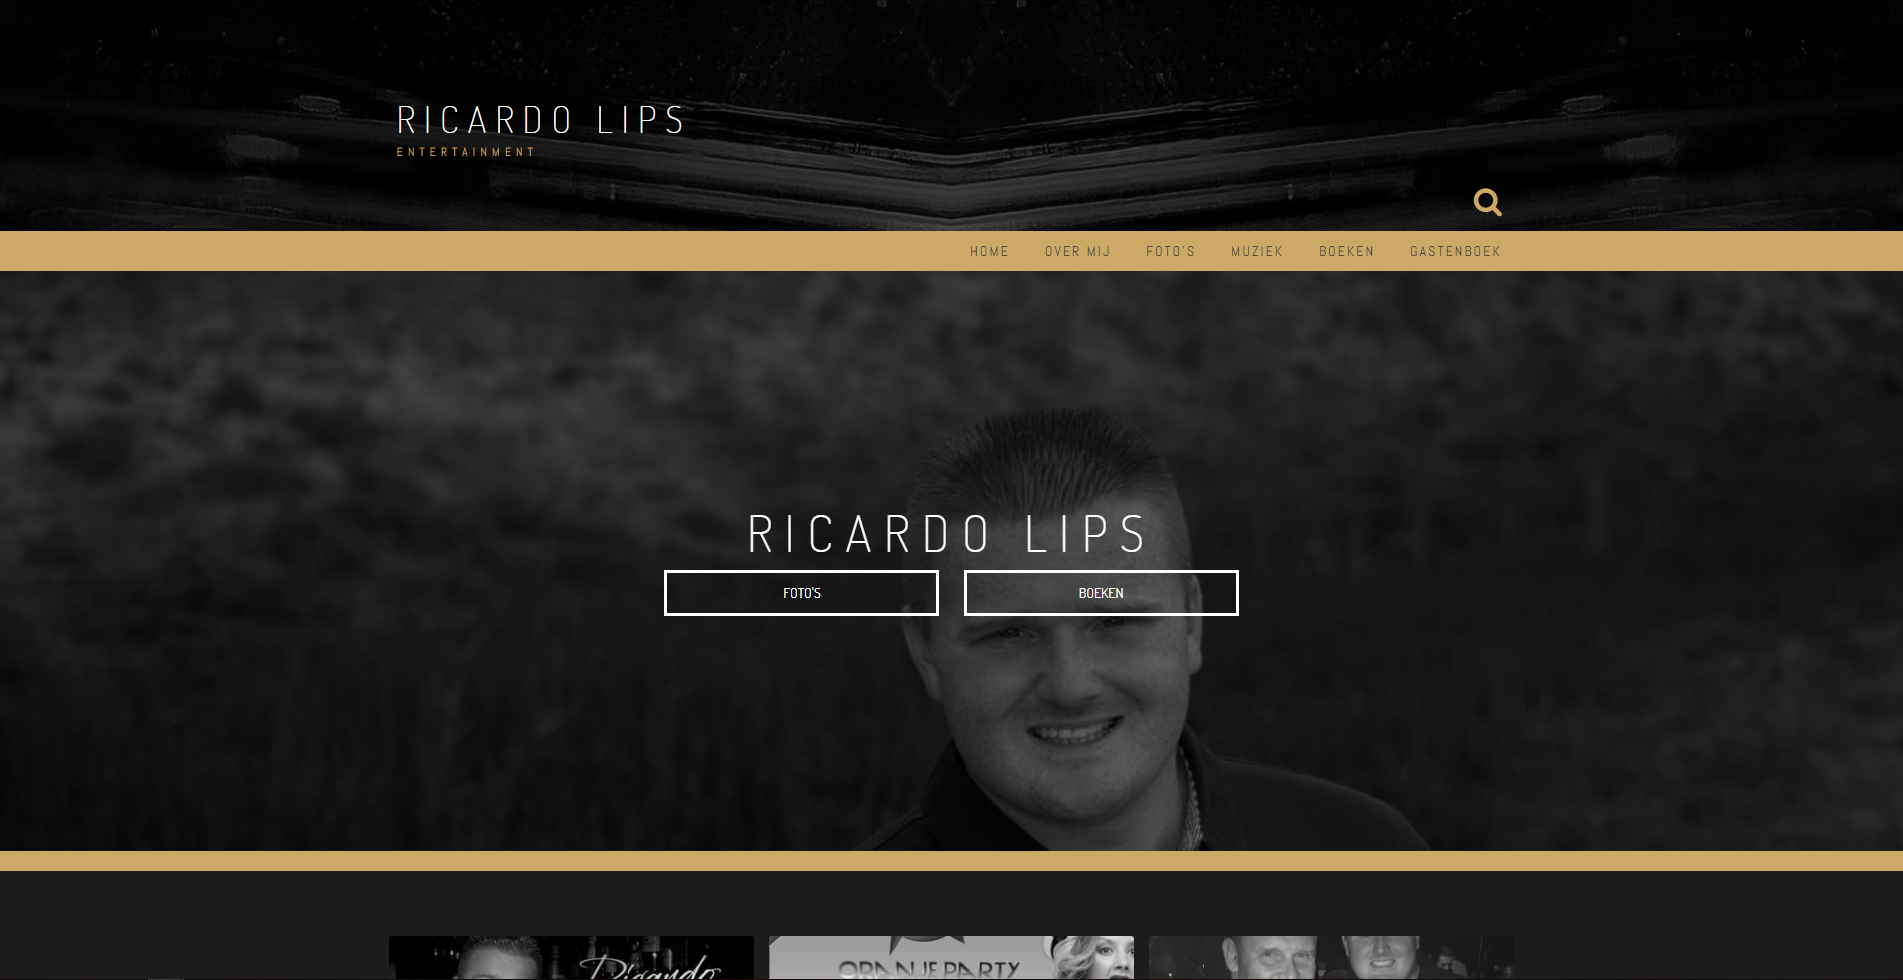 RICARDO LIPS
ENTERTAINMENT
HOME OVER MIJ FOTO'S MUZIEK BOEKEN GASTENBOEK
RICARDO LIPS
FOTO'S BOEKEN
Ricardo
ORANJE PARTY